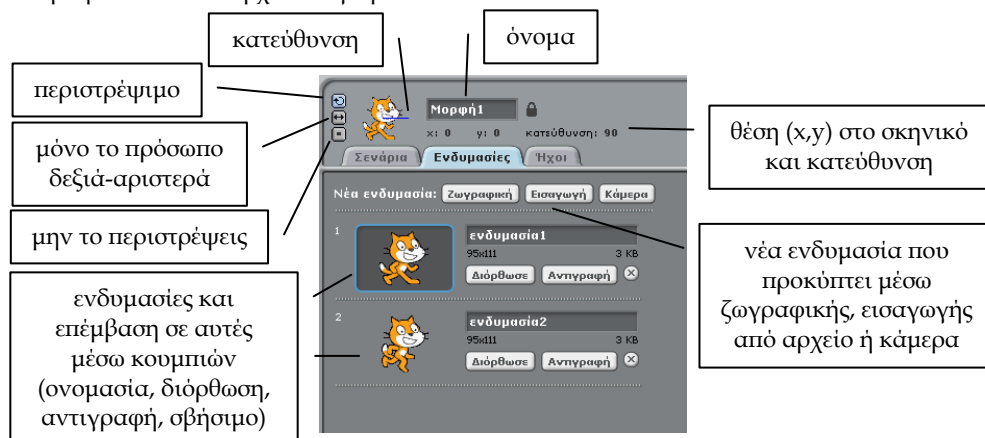 κατεύθυνση
όνομα
περιστρέψιμο
μόνο το πρόσωπο
δεξιά-αριστερά
μην το περιστρέψεις
ενδυμασίες και
επέμβαση σε αυτές
μέσω κουμπιών
(ονομασία, διόρθωση,
αντιγραφή, σβήσιμο)
Μορφή1
x: 0 y: 0 κατεύθυνση: 90
Σενάρια Ενδυμασίες Ήχοι
Νέα ενδυμασία: Ζωγραφική Εισαγωγή Κάμερα
1
ενδυμασία1
95x111 3 KB
Διόρθωσε Αντιγραφή
2
ενδυμασία2
95x111 3 KB
Διόρθωσε Αντιγραφή
θέση (x,y) στο σκηνικό
και κατεύθυνση
νέα ενδυμασία που
προκύπτει μέσω
ζωγραφικής, εισαγωγής
από αρχείο ή κάμερα